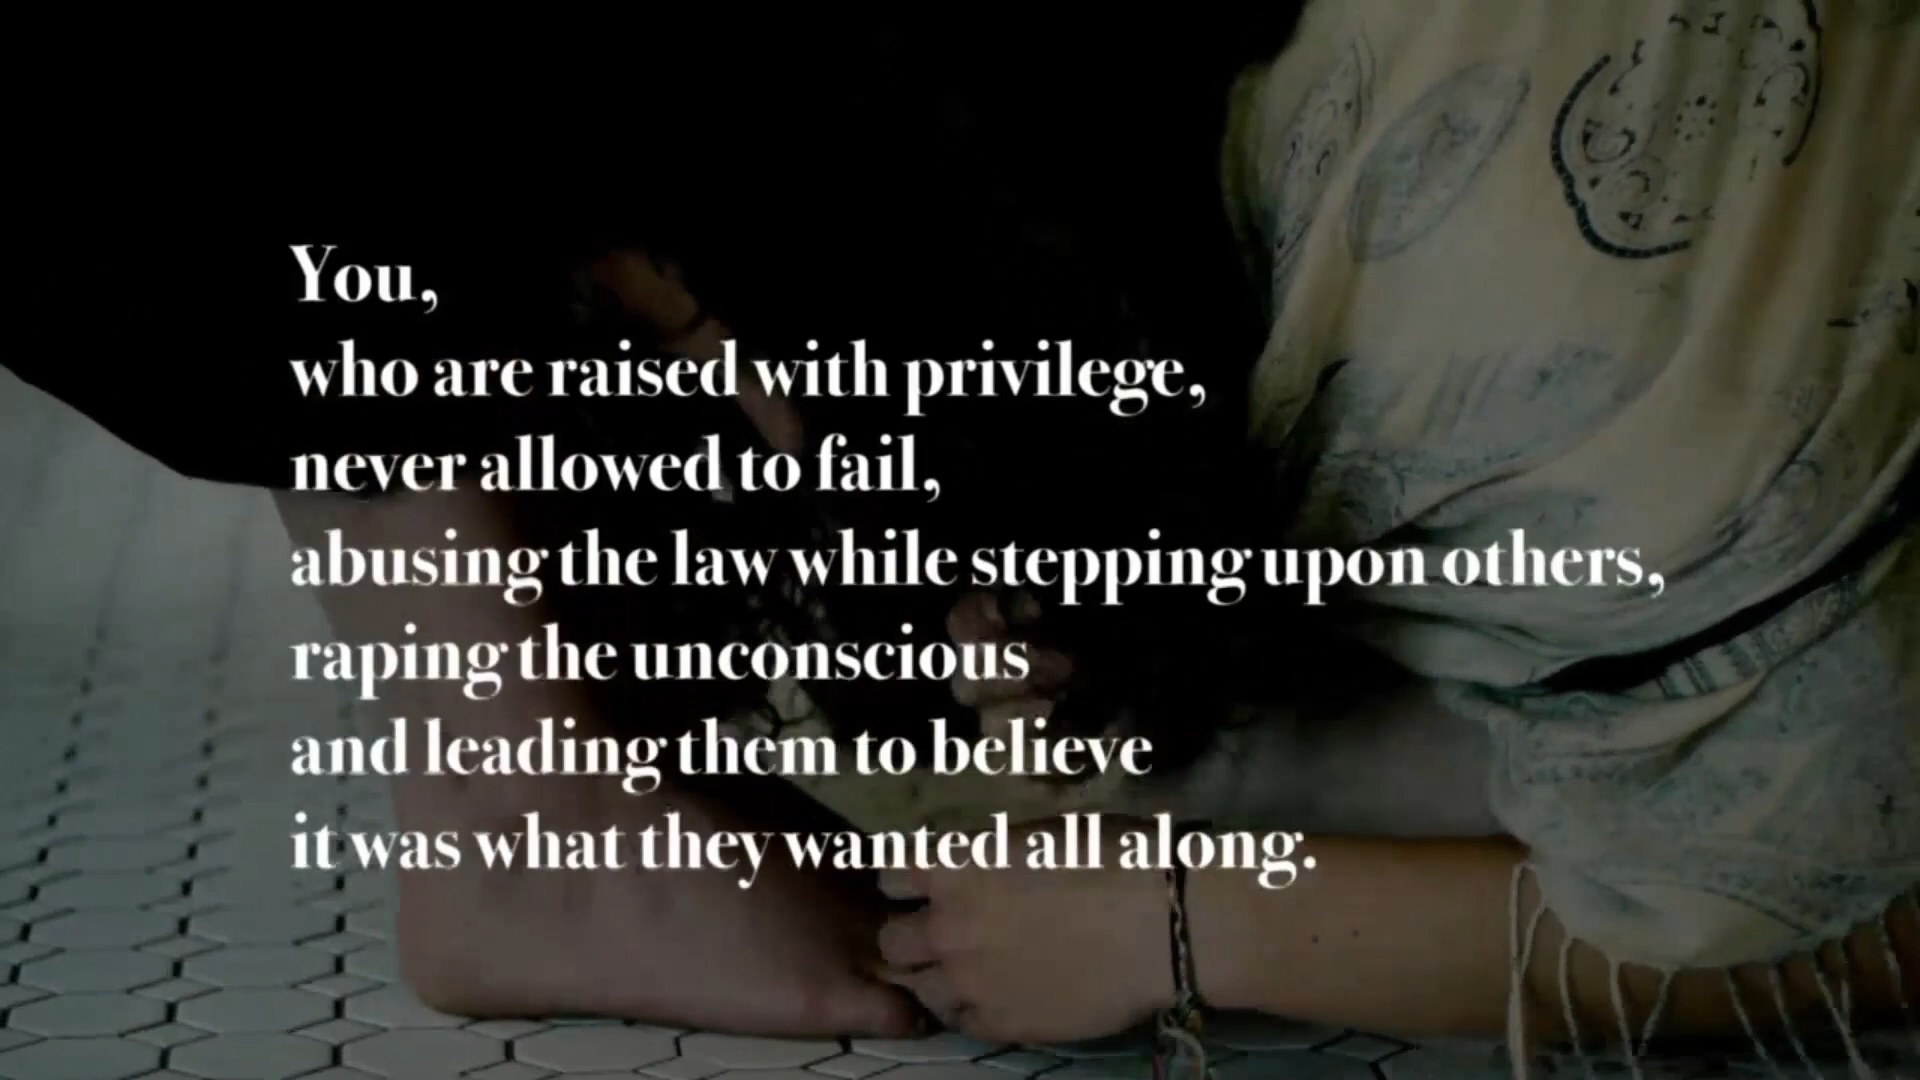 You,
who are raised with privilege,
never allowed to fail,
abusing the law while stepping upon others,
raping the unconscious
and leading them to believe
it was what they wanted all along.